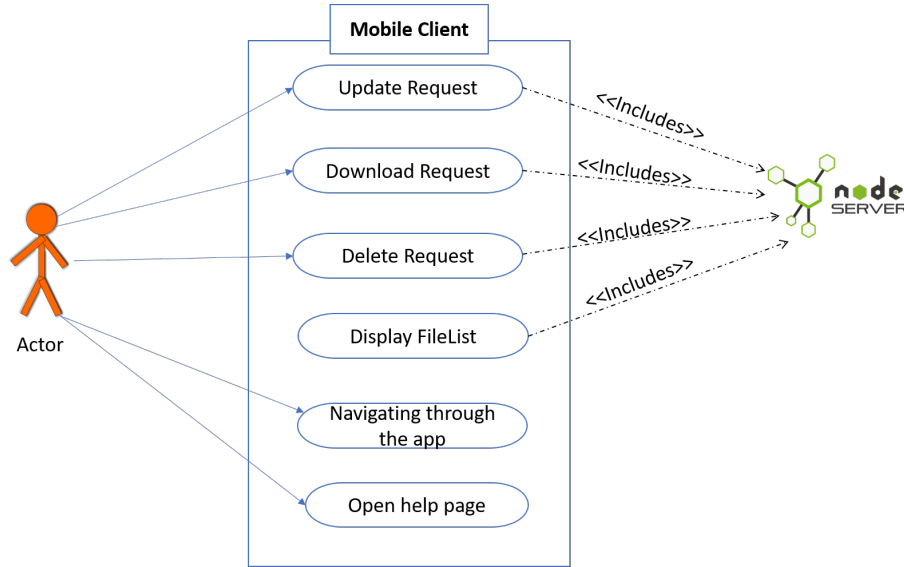 Mobile Client
Update Request
<<Includes>>
Download Request
<<Includes>>
node
SERVER
Delete Request
<<Includes>>
<<Includes>>
Actor
Display FileList
Navigating through
the app
Open help page